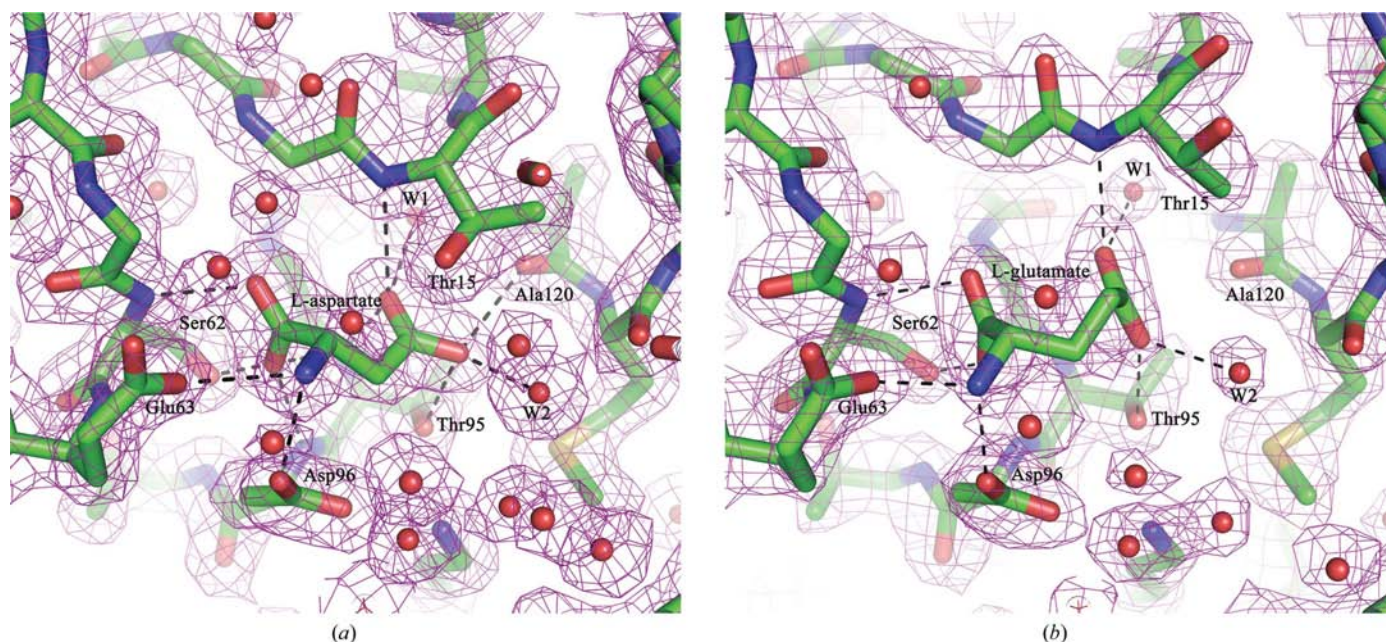 W1
Thr15
L-aspartate
Ala120
Ser62
Glu63
W2
Thr95
Asp96
(a)
W1
Thr15
L-glutamate
Ala120
Ser62
Glu63
W2
Thr95
Asp96
(b)